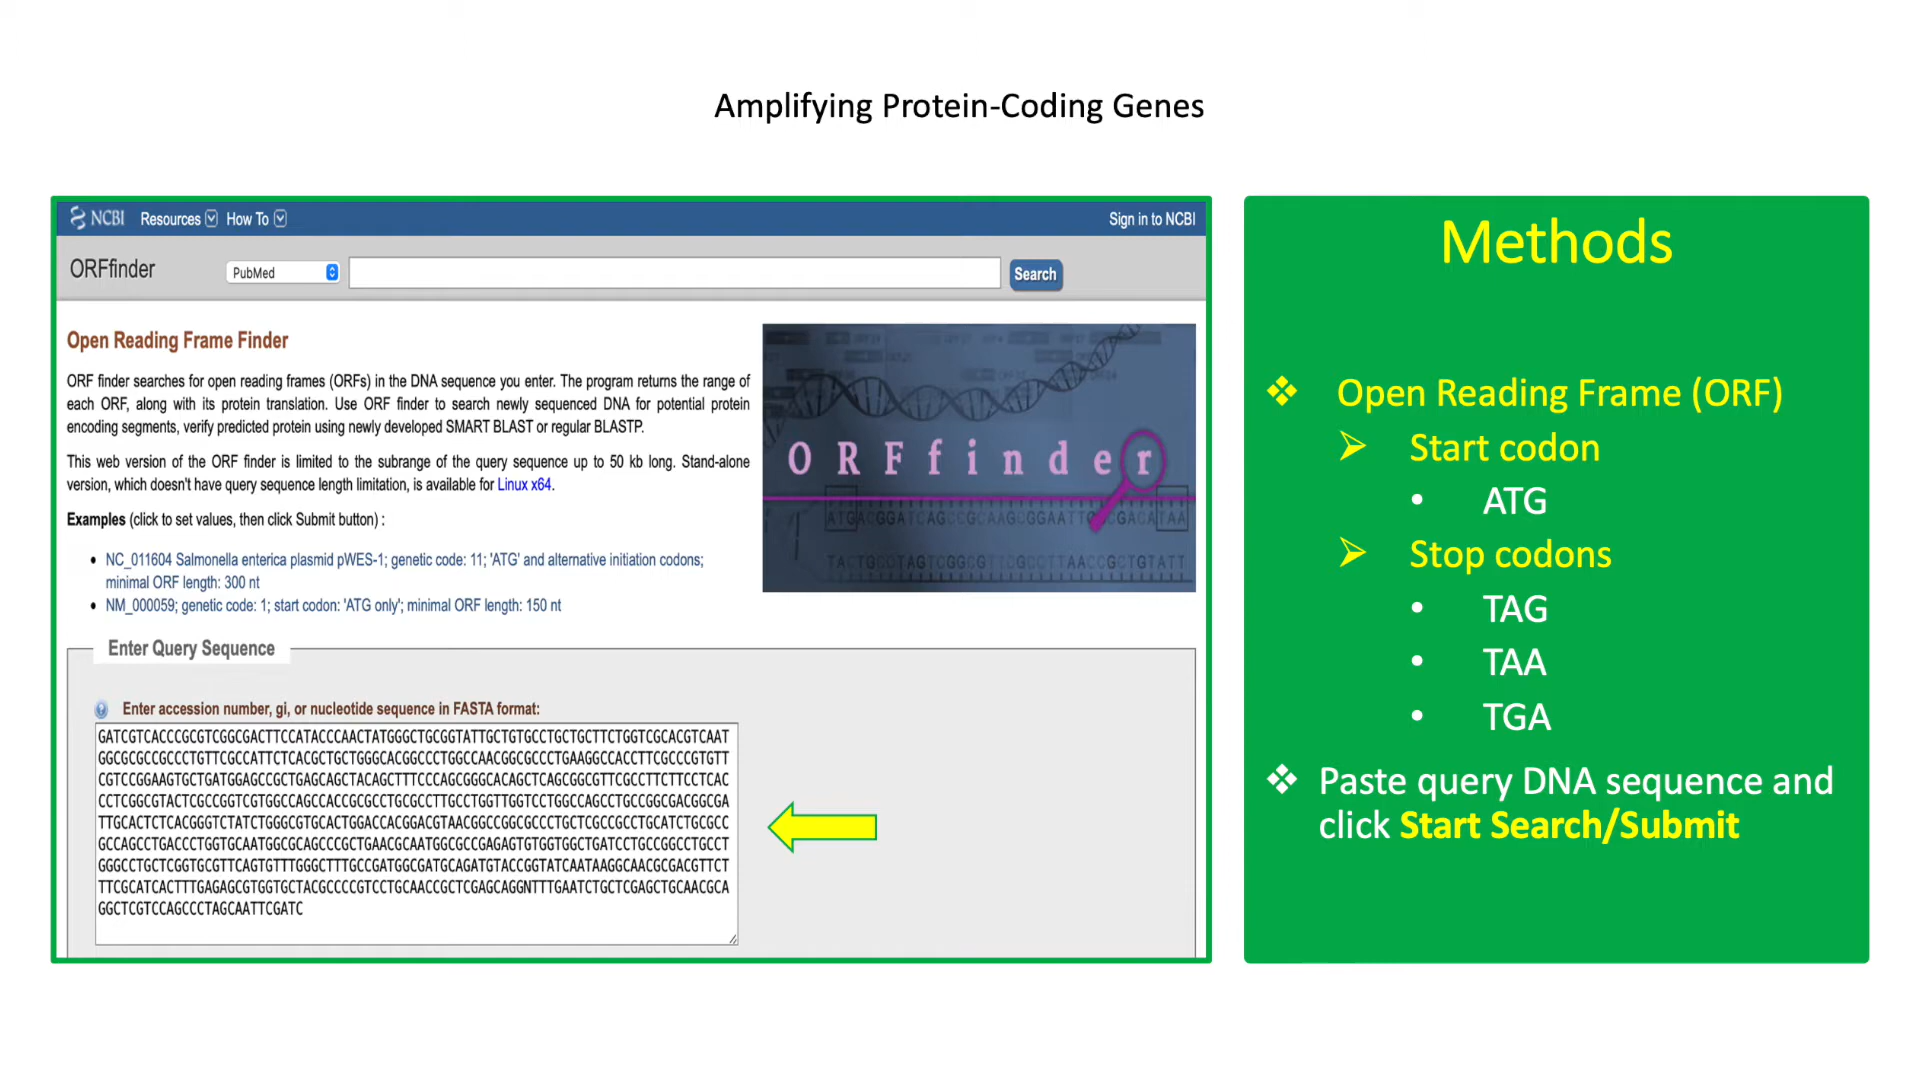 Amplifying Protein-Coding Genes
NCBI Resources How To Sign in to NCBI
ORFfinder PubMed Search
Open Reading Frame Finder
ORF finder searches for open reading frames (ORFs) in the DNA sequence you enter. The program returns the range of
each ORF, along with its protein translation. Use ORF finder to search newly sequenced DNA for potential protein
encoding segments, verify predicted protein using newly developed SMART BLAST or regular BLASTP.
This web version of the ORF finder is limited to the subrange of the query sequence up to 50 kb long. Stand-alone
version, which doesn't have query sequence length limitation, is available for Linux x64.
Examples (click to set values, then click Submit button) :
• NC_011604 Salmonella enterica plasmid pWES-1; genetic code: 11; 'ATG' and alternative initiation codons;
minimal ORF length: 300 nt
• NM_000059; genetic code: 1; start codon: 'ATG only'; minimal ORF length: 150 nt
ORFfinder
Enter Query Sequence
Enter accession number, gi, or nucleotide sequence in FASTA format:
GATCGTCACCCGCGTCGGCGACTTCCATACCCAACTATGGGCTGCGGTATTGCTGTGCCTGCTGCTTCTGGTCGCACGTCAAT
GGCGCGCCGCCCTGTTCGCCATTCTCACGCTGCTGGGCACGGCCCTGGCCAACGGCGCCCTGAAGGCCACCTTCGCCCGTGTT
CGTCCGGAAGTGCTGATGGAGCCGCTGAGCAGCTACAGCTTTCCCAGCGGGCACAGCTCAGCGGCGTTCGCCTTCTTCCTCAC
CCTCGGCGTACTCGCCGGTCGTGGCCAGCCACCGCGCCTGCGCCTTGCCTGGTTGGTCCTGGCCAGCCTGCCGGCGACGGCGA
TTGCACTCTCACGGGTCTATCTGGGCGTGCACTGGACCACGGACGTAACGGCCGGCGCCCTGCTCGCCGCCTGCATCTGCGCC
GCCAGCCTGACCCTGGTGCAATGGCGCAGCCCGCTGAACGCAATGGCGCCGAGAGTGTGGTGGCTGATCCTGCCGGCCTGCCT
GGGCCTGCTCGGTGCGTTCAGTGTTTGGGCTTTGCCGATGGCGATGCAGATGTACCGGTATCAATAAGGCAACGCGACGTTCT
TTCGCATCACTTTGAGAGCGTGGTGCTACGCCCCGTCCTGCAACCGCTCGAGCAGGNTTTGAATCTGCTCGAGCTGCAACGCA
GGCTCGTCCAGCCCTAGCAATTCGATC
Methods
❖ Open Reading Frame (ORF)
➢ Start codon
• ATG
➢ Stop codons
• TAG
• TAA
• TGA
❖ Paste query DNA sequence and
click Start Search/Submit